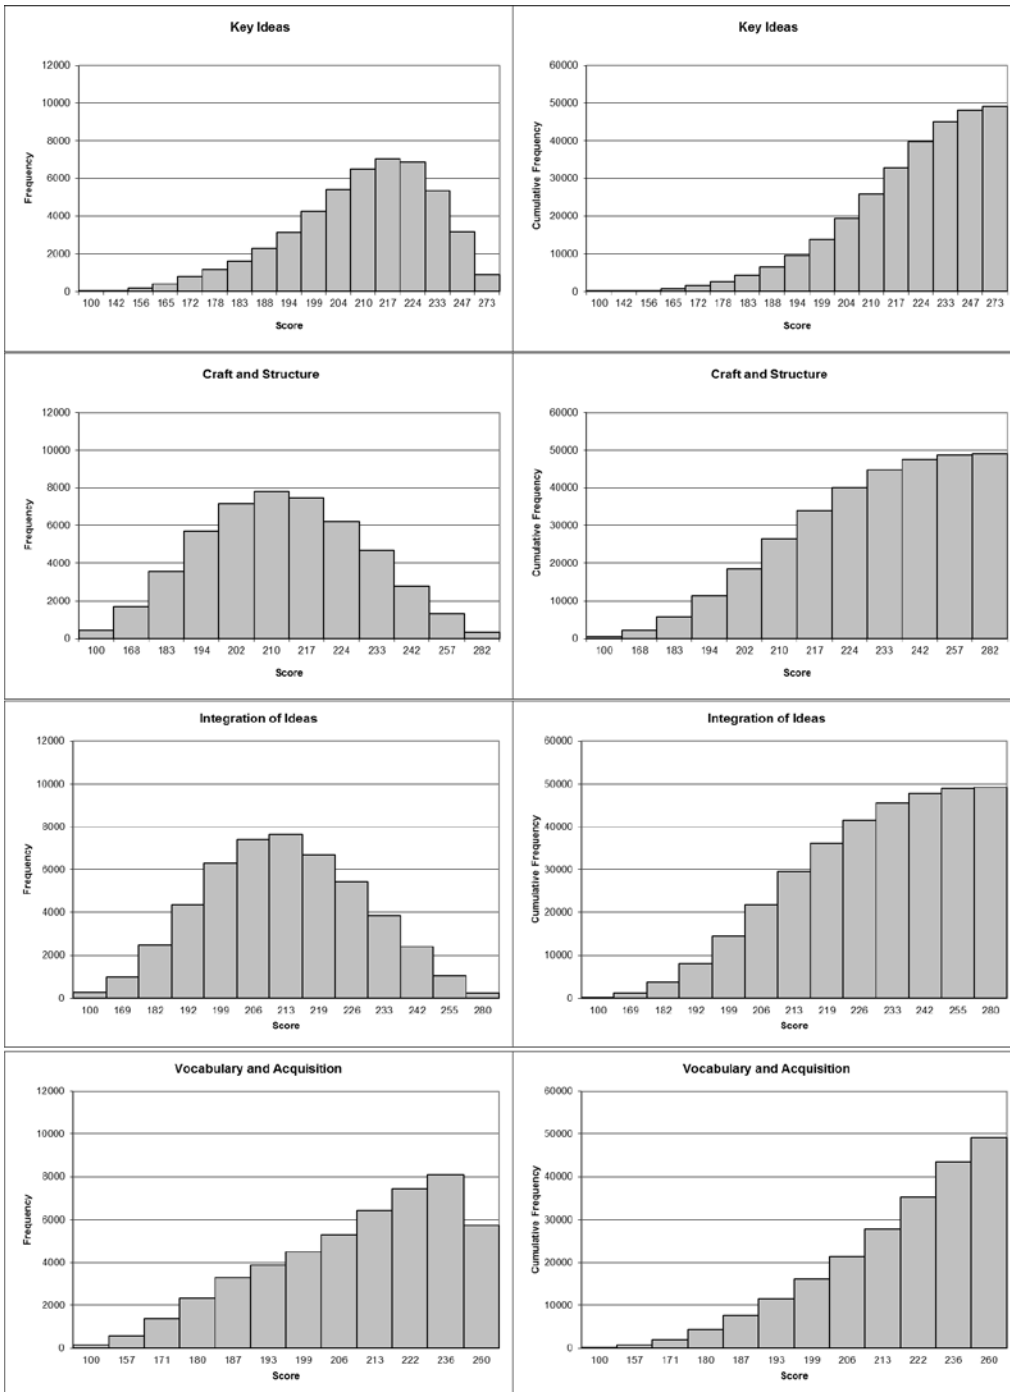 Key Ideas
12000
10000
8000
6000
4000
2000
0
Frequency
100 142 156 165 172 178 183 188 194 199 204 210 217 224 233 247 273
Score
Key Ideas
60000
50000
40000
30000
20000
10000
0
Cumulative Frequency
100 142 156 165 172 178 183 188 194 199 204 210 217 224 233 247 273
Score
Craft and Structure
12000
10000
8000
6000
4000
2000
0
Frequency
100 168 183 194 202 210 217 224 233 242 257 282
Score
Craft and Structure
60000
50000
40000
30000
20000
10000
0
Cumulative Frequency
100 168 183 194 202 210 217 224 233 242 257 282
Score
Integration of Ideas
12000
10000
8000
6000
4000
2000
0
Frequency
100 169 182 192 199 206 213 219 226 233 242 255 280
Score
Integration of Ideas
60000
50000
40000
30000
20000
10000
0
Cumulative Frequency
100 169 182 192 199 206 213 219 226 233 242 255 280
Score
Vocabulary and Acquisition
12000
10000
8000
6000
4000
2000
0
Frequency
100 157 171 180 187 193 199 206 213 222 236 260
Score
Vocabulary and Acquisition
60000
50000
40000
30000
20000
10000
0
Cumulative Frequency
100 157 171 180 187 193 199 206 213 222 236 260
Score